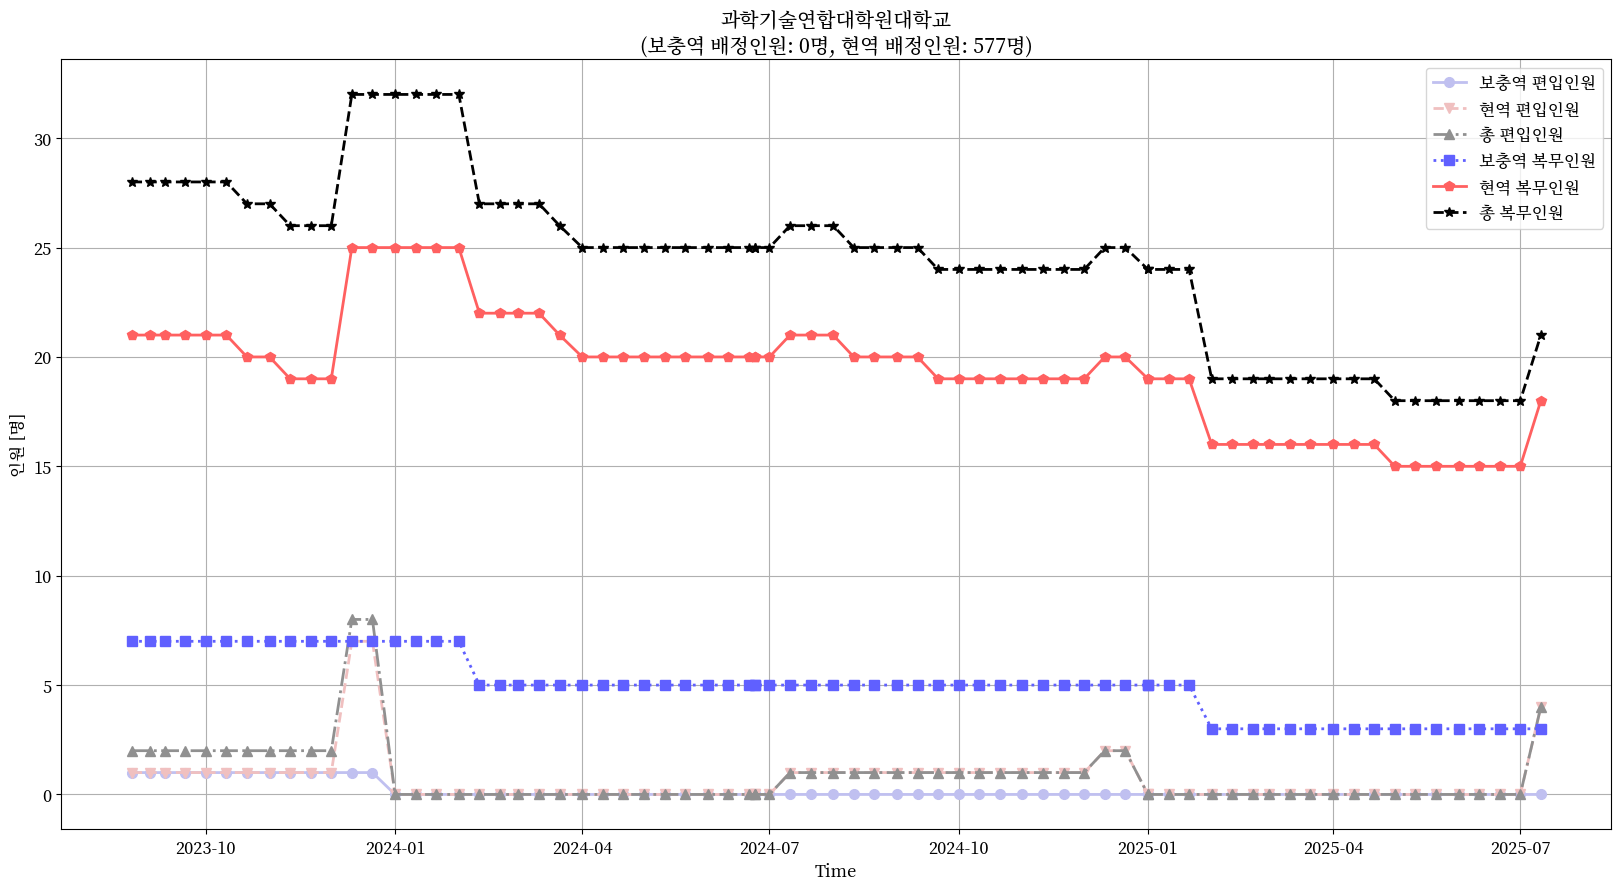 과학기술연합대학원대학교
(보충역 배정인원: 0명, 현역 배정인원: 577명)
보충역 편입인원
현역 편입인원
총 편입인원
보충역 복무인원
현역 복무인원
총 복무인원
인원 [명]
30
25
20
15
10
5
0
2023-10
2024-01
2024-04
2024-07
2024-10
2025-01
2025-04
2025-07
Time